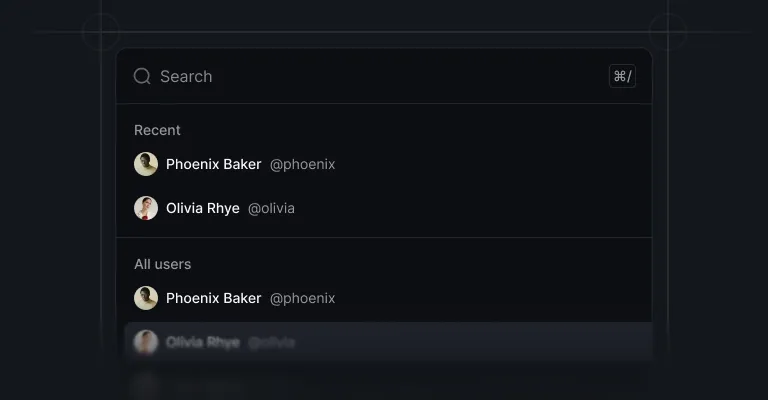 Search ⌘/
Recent
Phoenix Baker @phoenix
Olivia Rhye @olivia
All users
Phoenix Baker @phoenix
Olivia Rhye @olivia